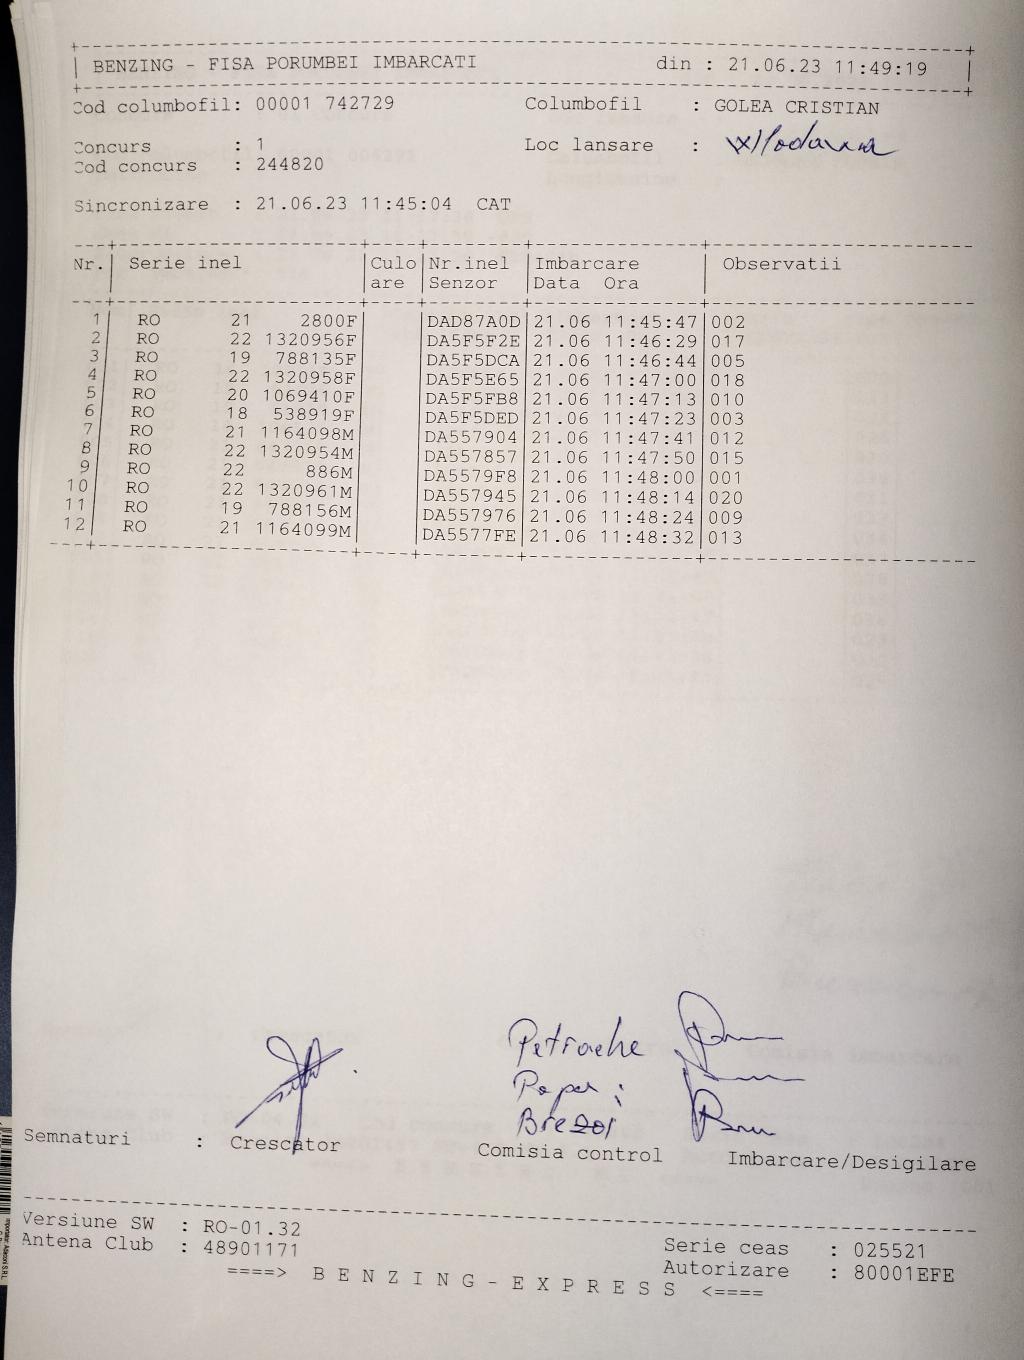 BENZING - FISA PORUMBEI IMBARCATI din : 21.06.23 11:49:19
Cod columbofil: 00001 742729 Columbofil : GOLEA CRISTIAN
Concurs : 1 Loc lansare : Wlodawa
Cod concurs : 244820
Sincronizare : 21.06.23 11:45:04 CAT
Nr. Serie inel Culo Nr.inel Imbarcare Observatii
are Senzor Data Ora
1 RO 21 2800F DAD87A0D 21.06 11:45:47 002
2 RO 22 1320956F DA5F5F2E 21.06 11:46:29 017
3 RO 19 788135F DA5F5DCA 21.06 11:46:44 005
4 RO 22 1320958F DA5F5E65 21.06 11:47:00 018
5 RO 20 1069410F DA5F5FB8 21.06 11:47:13 010
6 RO 18 538919F DA5F5DED 21.06 11:47:23 003
7 RO 21 1164098M DA557904 21.06 11:47:41 012
8 RO 22 1320954M DA557857 21.06 11:47:50 015
9 RO 22 886M DA5579F8 21.06 11:48:00 001
10 RO 22 1320961M DA557945 21.06 11:48:14 020
11 RO 19 788156M DA557976 21.06 11:48:24 009
12 RO 21 1164099M DA5577FE 21.06 11:48:32 013
Petrache
Popa ;
Brezoi
Semnaturi : Crescator Comisia control Imbarcare/Desigilare
Versiune SW : RO-01.32 Serie ceas : 025521
Antena Club : 48901171 Autorizare : 80001EFE
====> B E N Z I N G - E X P R E S S <====